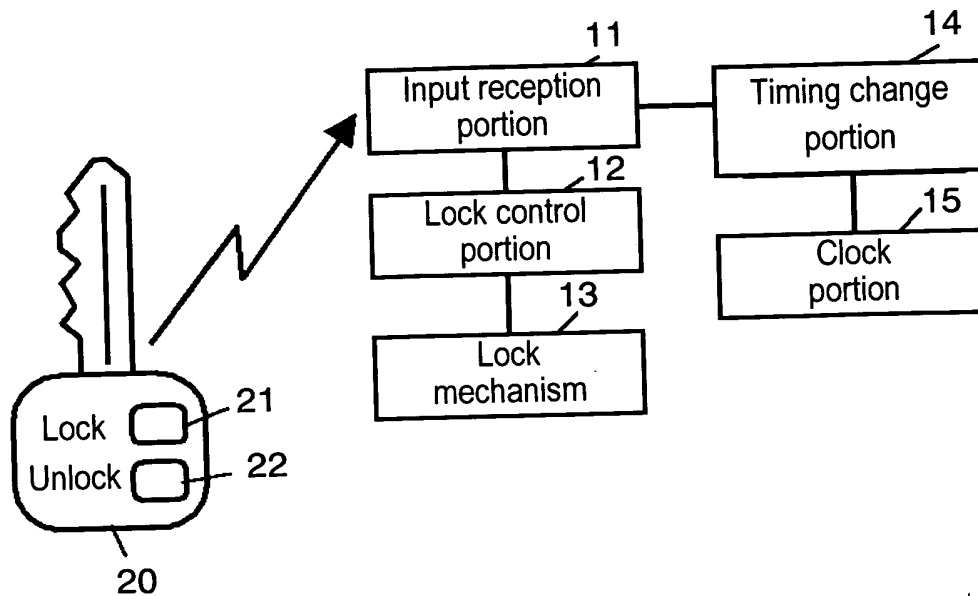 11
Input reception
portion
14
Timing change
portion
12
Lock control
portion
15
Clock
portion
13
Lock
mechanism
Lock
21
Unlock
22
20